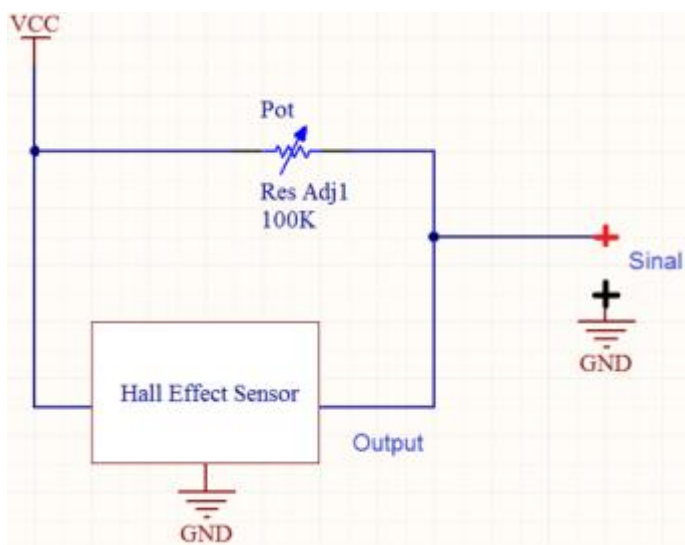 VCC
Pot
Res Adj1
100K
Sinal
GND
Hall Effect Sensor
Output
GND